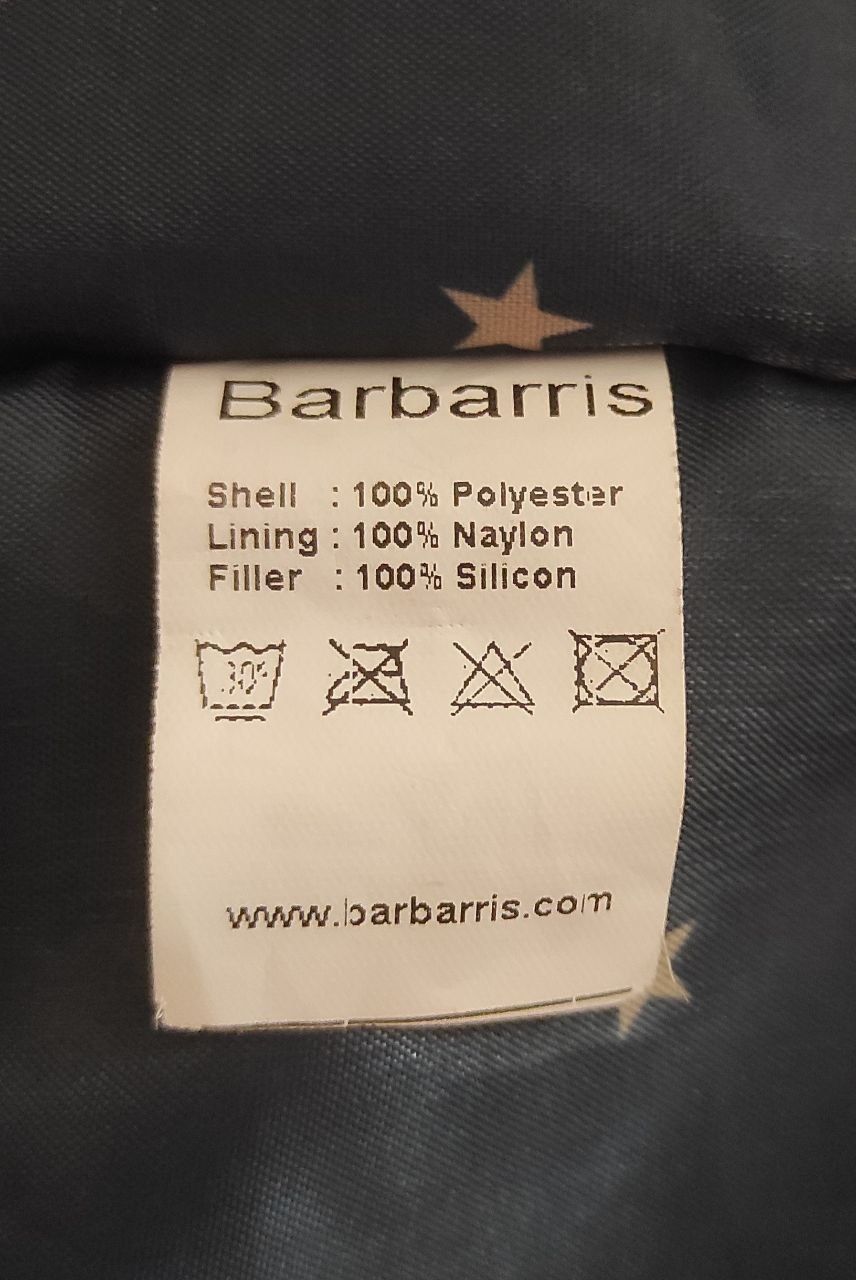 Barbarris
Shell : 100% Polyester
Lining : 100% Naylon
Filler : 100% Silicon
30°
www.barbarris.com